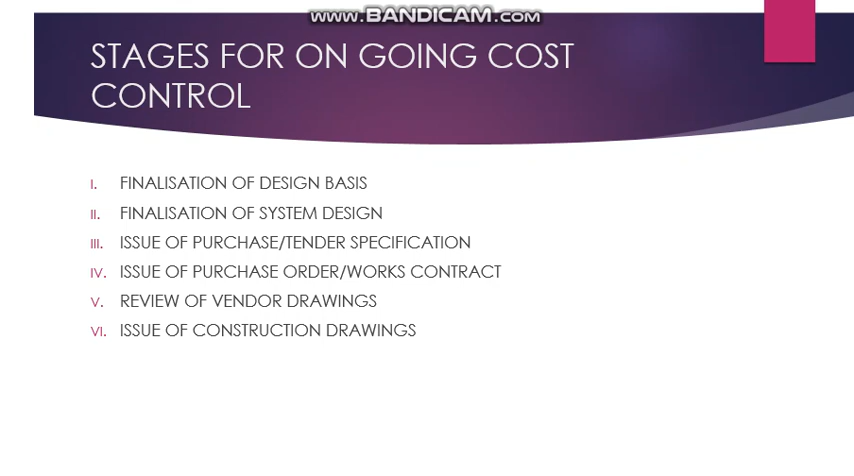 www.BANDICAM.com
STAGES FOR ON GOING COST
CONTROL
I. FINALISATION OF DESIGN BASIS
II. FINALISATION OF SYSTEM DESIGN
III. ISSUE OF PURCHASE/TENDER SPECIFICATION
IV. ISSUE OF PURCHASE ORDER/WORKS CONTRACT
V. REVIEW OF VENDOR DRAWINGS
VI. ISSUE OF CONSTRUCTION DRAWINGS